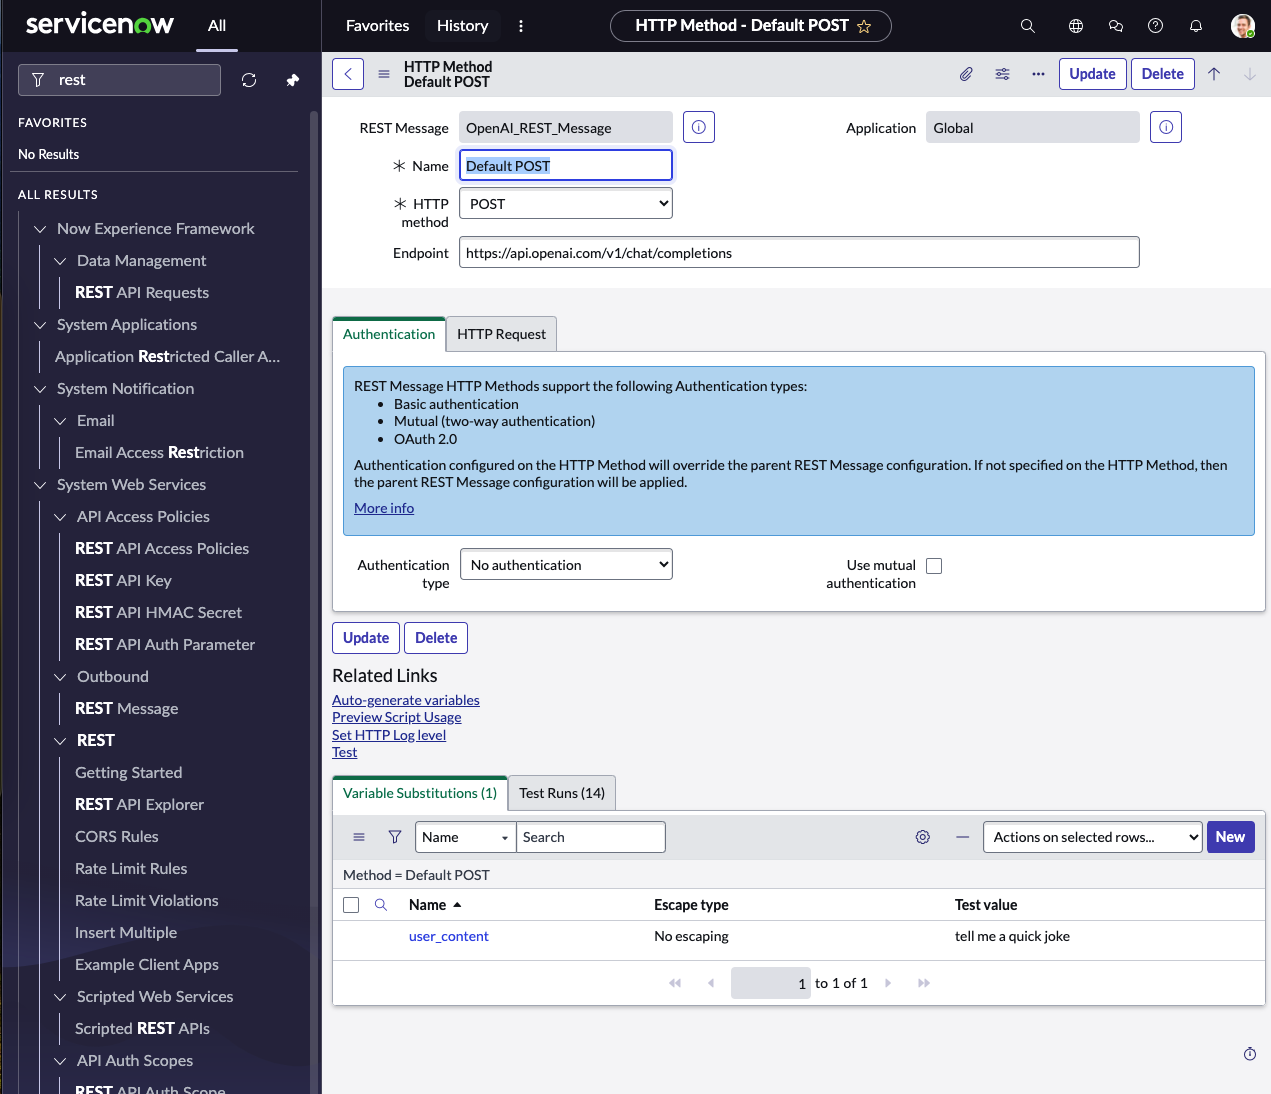 servicenow
All
Favorites
History
HTTP Method - Default POST
rest
FAVORITES
No Results
ALL RESULTS
Now Experience Framework
Data Management
REST API Requests
System Applications
Application Restricted Caller A...
System Notification
Email
Email Access Restriction
System Web Services
API Access Policies
REST API Access Policies
REST API Key
REST API HMAC Secret
REST API Auth Parameter
Outbound
REST Message
REST
Getting Started
REST API Explorer
CORS Rules
Rate Limit Rules
Rate Limit Violations
Insert Multiple
Example Client Apps
Scripted Web Services
Scripted REST APIs
API Auth Scopes
REST API Auth Scope
HTTP Method
Default POST
Update
Delete
REST Message
OpenAI_REST_Message
Application
Global
Name
Default POST
HTTP
method
POST
Endpoint
https://api.openai.com/v1/chat/completions
Authentication
HTTP Request
REST Message HTTP Methods support the following Authentication types:
• Basic authentication
• Mutual (two-way authentication)
• OAuth 2.0
Authentication configured on the HTTP Method will override the parent REST Message configuration. If not specified on the HTTP Method, then
the parent REST Message configuration will be applied.
More info
Authentication
type
No authentication
Use mutual
authentication
Update
Delete
Related Links
Auto-generate variables
Preview Script Usage
Set HTTP Log level
Test
Variable Substitutions (1)
Test Runs (14)
Name
Search
Actions on selected rows...
New
Method = Default POST
Name
Escape type
Test value
user_content
No escaping
tell me a quick joke
1 to 1 of 1